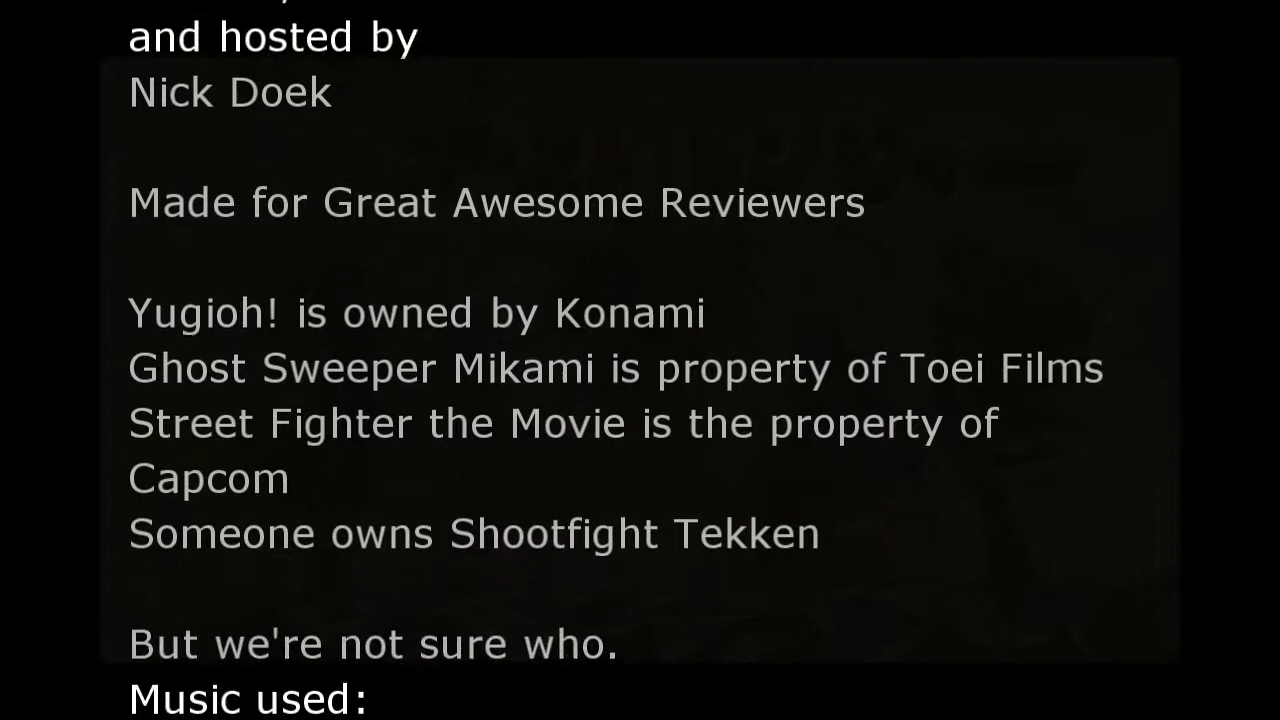 and hosted by
Nick Doek
Made for Great Awesome Reviewers
Yugioh! is owned by Konami
Ghost Sweeper Mikami is property of Toei Films
Street Fighter the Movie is the property of
Capcom
Someone owns Shootfight Tekken
But we're not sure who.
Music used: